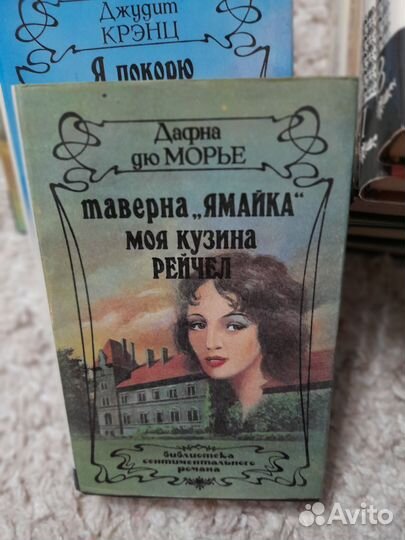 Джудит
КРЭНЦ
Я покорю
Дафна
дю МОРЬЕ
таверна „ЯМАЙКА“
моя кузина
РЕЙЧЕЛ
библиотека
сентиментального
романа
Avito